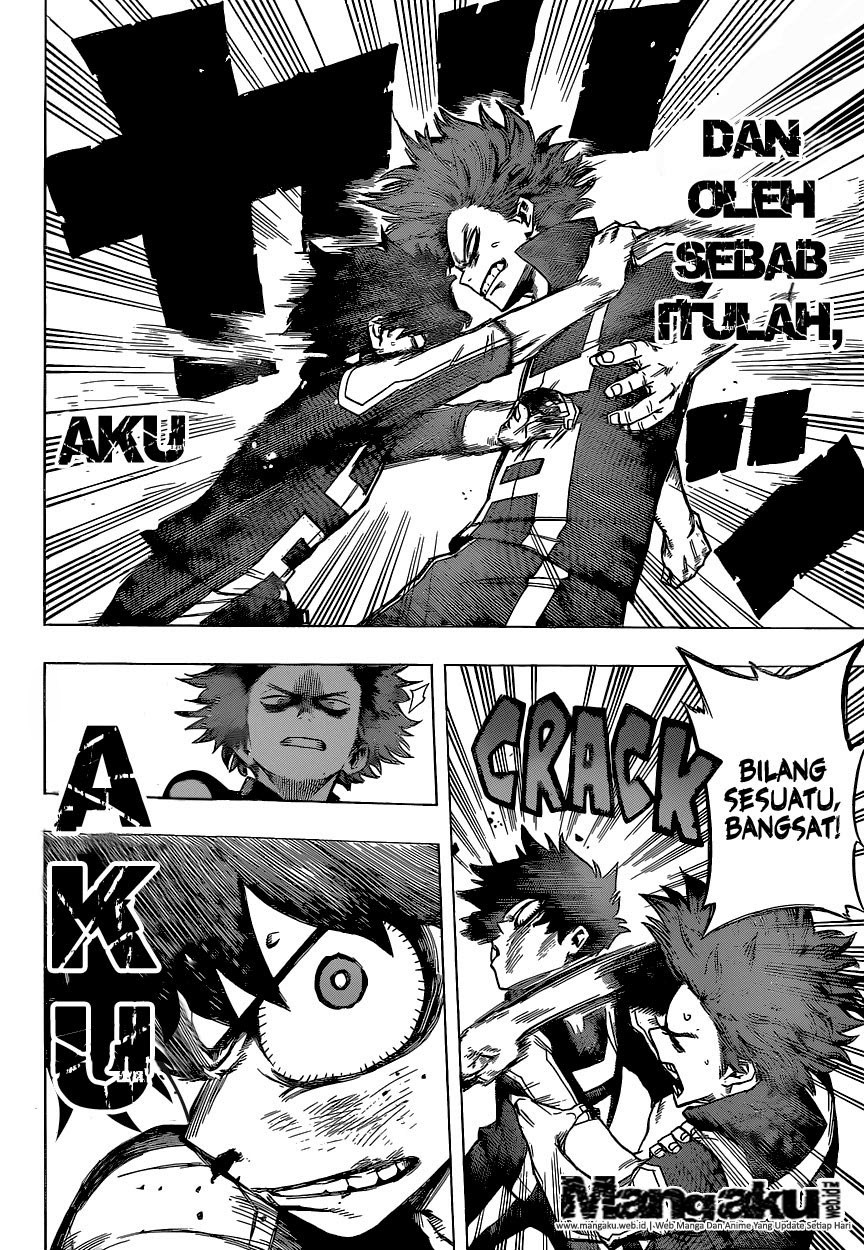 DAN
OLEH
SEBAB
ITULAH,
AKU
BILANG
SESUATU,
BANGSAT!
CRACK
AKU
Mangaku
www.mangaku.web.id | Web Manga Dan Anime Yang Update Setiap Hari